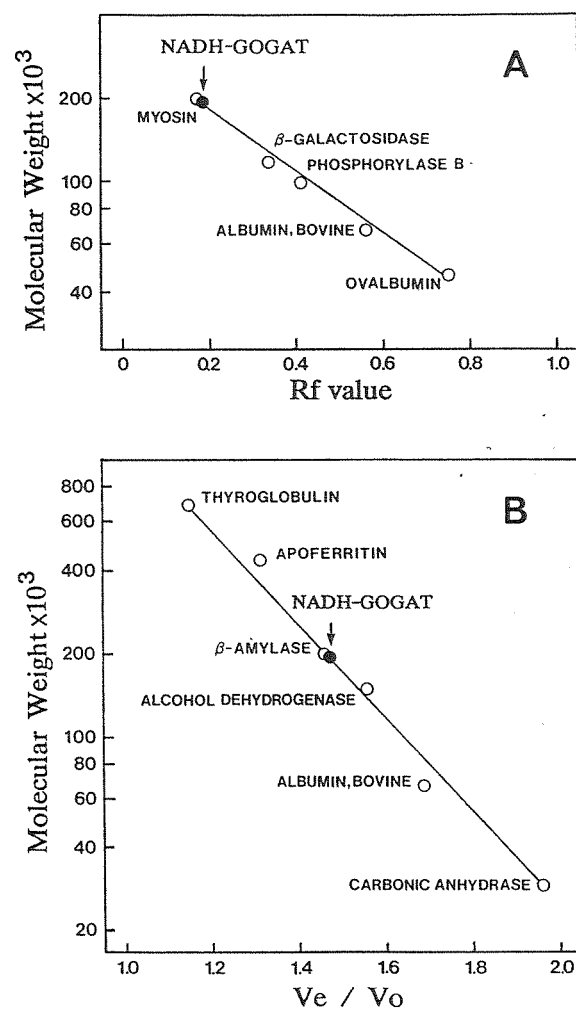 A
NADH-GOGAT
200
MYOSIN
β-GALACTOSIDASE
PHOSPHORYLASE B
100
80
ALBUMIN, BOVINE
60
OVALBUMIN
40
Molecular Weight x10³
0 0.2 0.4 0.6 0.8 1.0
Rf value
B
800
THYROGLOBULIN
600
APOFERRITIN
400
NADH-GOGAT
β-AMYLASE
200
ALCOHOL DEHYDROGENASE
100
80
ALBUMIN, BOVINE
60
40
CARBONIC ANHYDRASE
20
Molecular Weight x10³
1.0 1.2 1.4 1.6 1.8 2.0
Ve / Vo